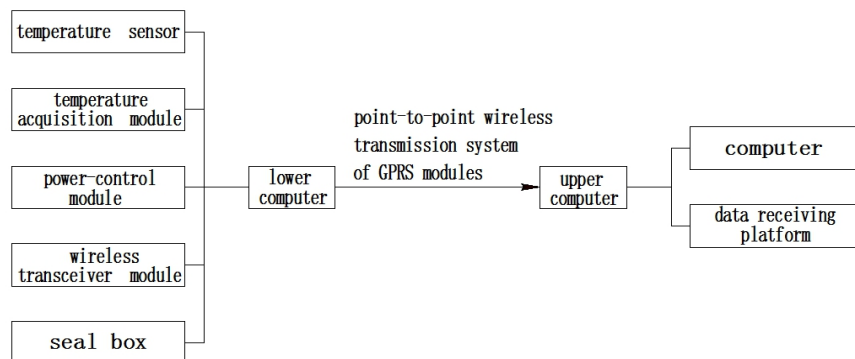 temperature sensor
temperature
acquisition module
power-control
module
wireless
transceiver module
seal box
lower
computer
point-to-point wireless
transmission system
of GPRS modules
upper
computer
computer
data receiving
platform